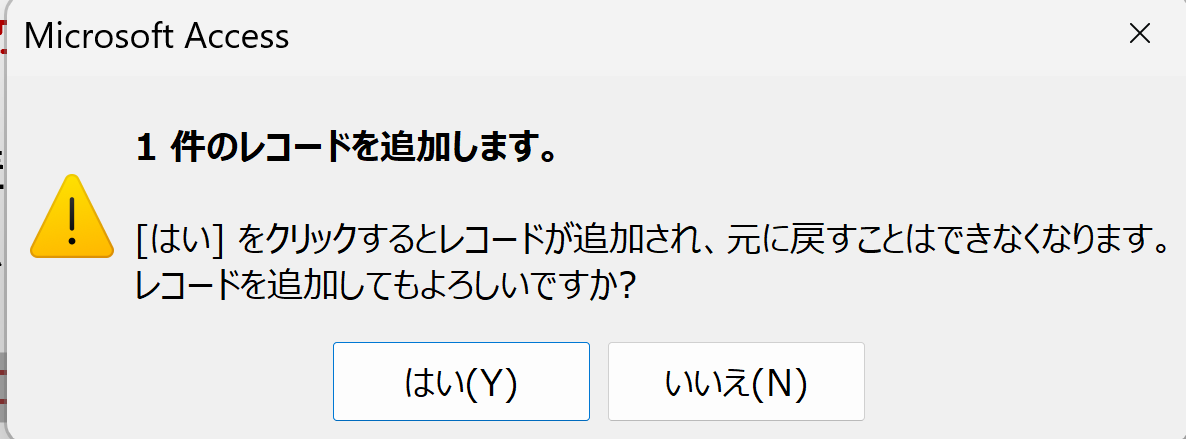 Microsoft Access
1 件のレコードを追加します。
[はい] をクリックするとレコードが追加され、元に戻すことはできなくなります。
レコードを追加してもよろしいですか?
はい(Y)
いいえ(N)